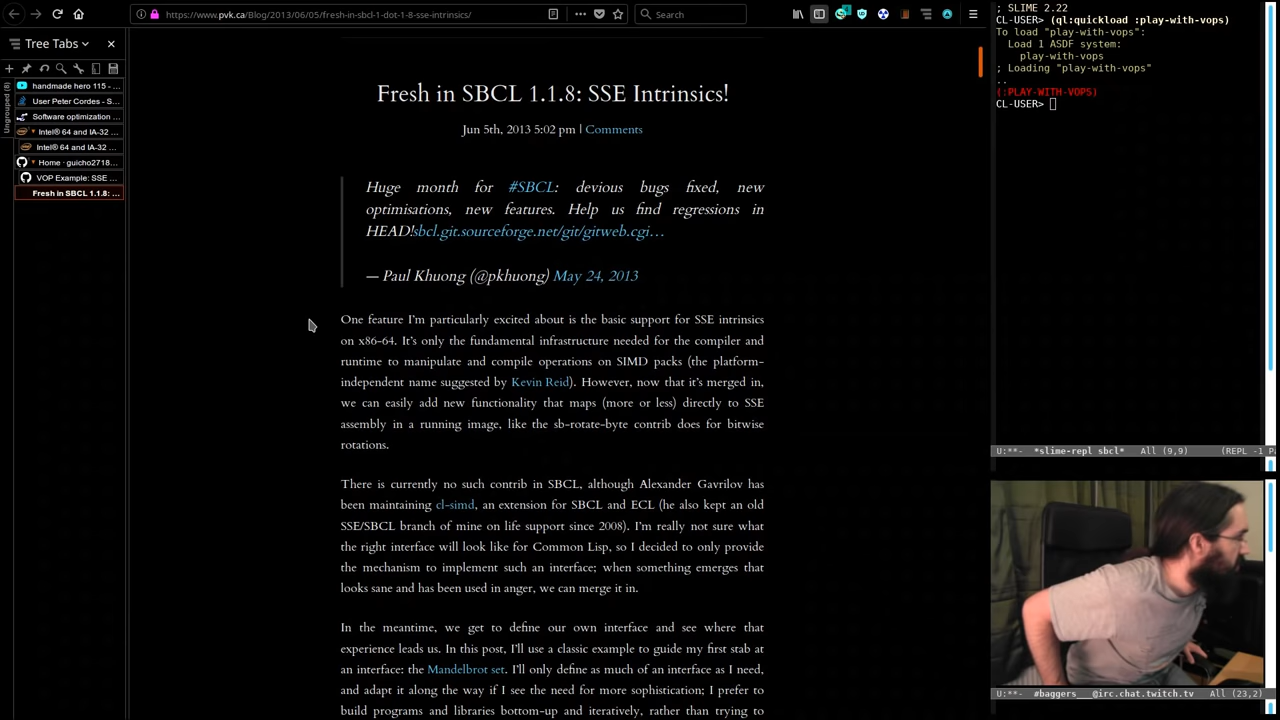 https://www.pvk.ca/Blog/2013/06/05/fresh-in-sbcl-1-dot-1-8-sse-intrinsics/
Search
Tree Tabs
Ungrouped (8)
handmade hero 115 - ...
User Peter Cordes - S...
Software optimization ...
Intel® 64 and IA-32 ...
Intel® 64 and IA-32 ...
Home · guicho2718...
VOP Example: SSE ...
Fresh in SBCL 1.1.8: ...
Fresh in SBCL 1.1.8: SSE Intrinsics!
Jun 5th, 2013 5:02 pm | Comments
Huge month for #SBCL: devious bugs fixed, new
optimisations, new features. Help us find regressions in
HEAD!sbcl.git.sourceforge.net/git/gitweb.cgi…
— Paul Khuong (@pkhuong) May 24, 2013
One feature I’m particularly excited about is the basic support for SSE intrinsics
on x86-64. It’s only the fundamental infrastructure needed for the compiler and
runtime to manipulate and compile operations on SIMD packs (the platform-
independent name suggested by Kevin Reid). However, now that it’s merged in,
we can easily add new functionality that maps (more or less) directly to SSE
assembly in a running image, like the sb-rotate-byte contrib does for bitwise
rotations.
There is currently no such contrib in SBCL, although Alexander Gavrilov has
been maintaining cl-simd, an extension for SBCL and ECL (he also kept an old
SSE/SBCL branch of mine on life support since 2008). I’m really not sure what
the right interface will look like for Common Lisp, so I decided to only provide
the mechanism to implement such an interface; when something emerges that
looks sane and has been used in anger, we can merge it in.
In the meantime, we get to define our own interface and see where that
experience leads us. In this post, I’ll use a classic example to guide my first stab at
an interface: the Mandelbrot set. I’ll only define as much of an interface as I need,
and adapt it along the way if I see the need for more sophistication; I prefer to
build programs and libraries bottom-up and iteratively, rather than trying to
; SLIME 2.22
CL-USER> (ql:quickload :play-with-vops)
To load "play-with-vops":
Load 1 ASDF system:
play-with-vops
; Loading "play-with-vops"
..
(:PLAY-WITH-VOPS)
CL-USER>
U:**- *slime-repl sbcl* All (9,9) (REPL -1 P
U:**- #baggers___@irc.chat.twitch.tv All (23,2)